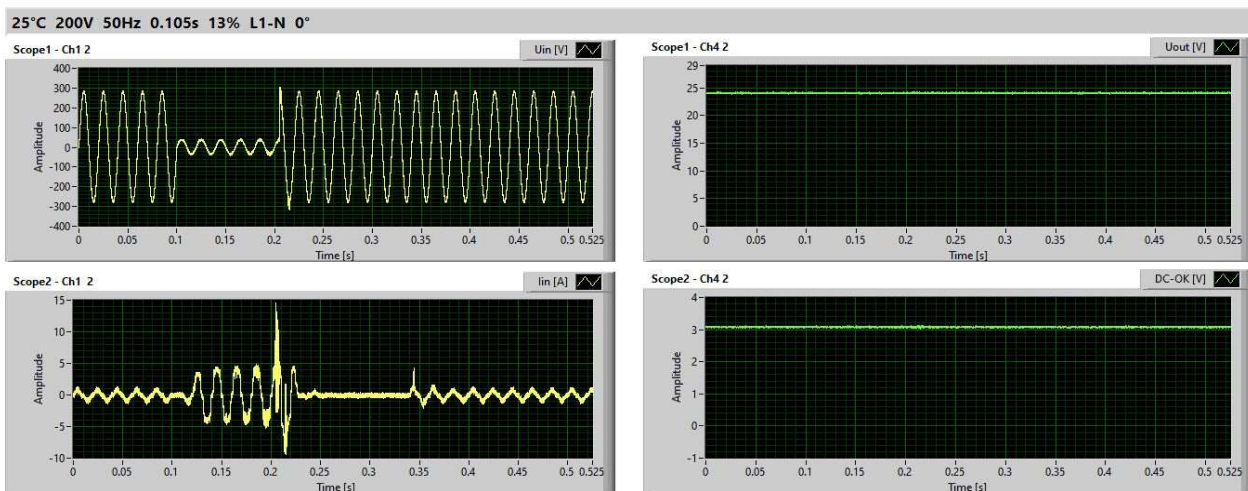 25°C 200V 50Hz 0.105s 13% L1-N 0°
Scope1 - Ch1 2
Uin [V]
400
300
200
100
0
-100
-200
-300
-400
Amplitude
0 0.05 0.1 0.15 0.2 0.25 0.3 0.35 0.4 0.45 0.5 0.525
Time [s]
Scope1 - Ch4 2
Uout [V]
29
25
20
15
10
5
0
Amplitude
0 0.05 0.1 0.15 0.2 0.25 0.3 0.35 0.4 0.45 0.5 0.525
Time [s]
Scope2 - Ch1 2
Iin [A]
15
10
5
0
-5
-10
Amplitude
0 0.05 0.1 0.15 0.2 0.25 0.3 0.35 0.4 0.45 0.5 0.525
Time [s]
Scope2 - Ch4 2
DC-OK [V]
4
3
2
1
0
-1
Amplitude
0 0.05 0.1 0.15 0.2 0.25 0.3 0.35 0.4 0.45 0.5 0.525
Time [s]